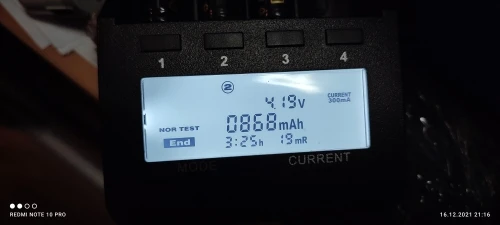 1 2 3 4
2
4.19v
CURRENT
300mA
NOR TEST
0868mAh
End
3:25h 19mR
MODE
CURRENT
REDMI NOTE 10 PRO
16.12.2021 21:16